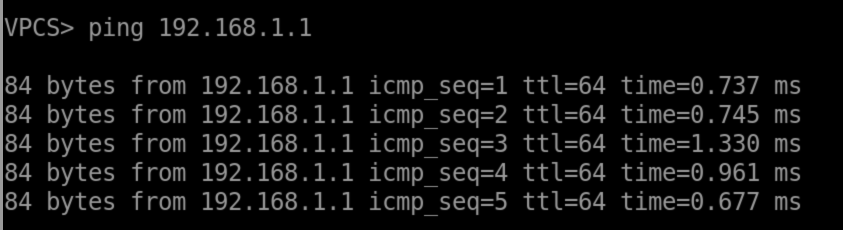 VPCS> ping 192.168.1.1
84 bytes from 192.168.1.1 icmp_seq=1 ttl=64 time=0.737 ms
84 bytes from 192.168.1.1 icmp_seq=2 ttl=64 time=0.745 ms
84 bytes from 192.168.1.1 icmp_seq=3 ttl=64 time=1.330 ms
84 bytes from 192.168.1.1 icmp_seq=4 ttl=64 time=0.961 ms
84 bytes from 192.168.1.1 icmp_seq=5 ttl=64 time=0.677 ms